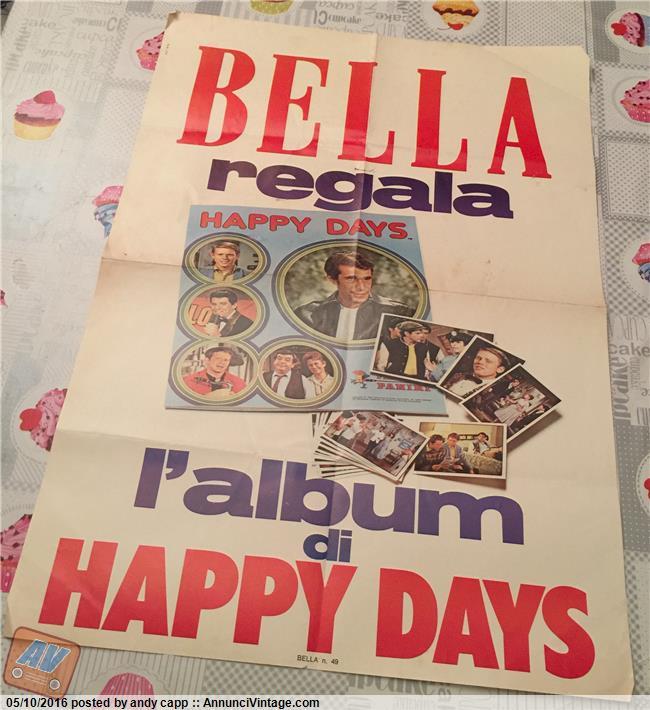 BELLA
regala
HAPPY DAYS
PANINI
l'album
di
HAPPY DAYS
BELLA n. 49
AV
05/10/2016 posted by andy capp :: AnnunciVintage.com